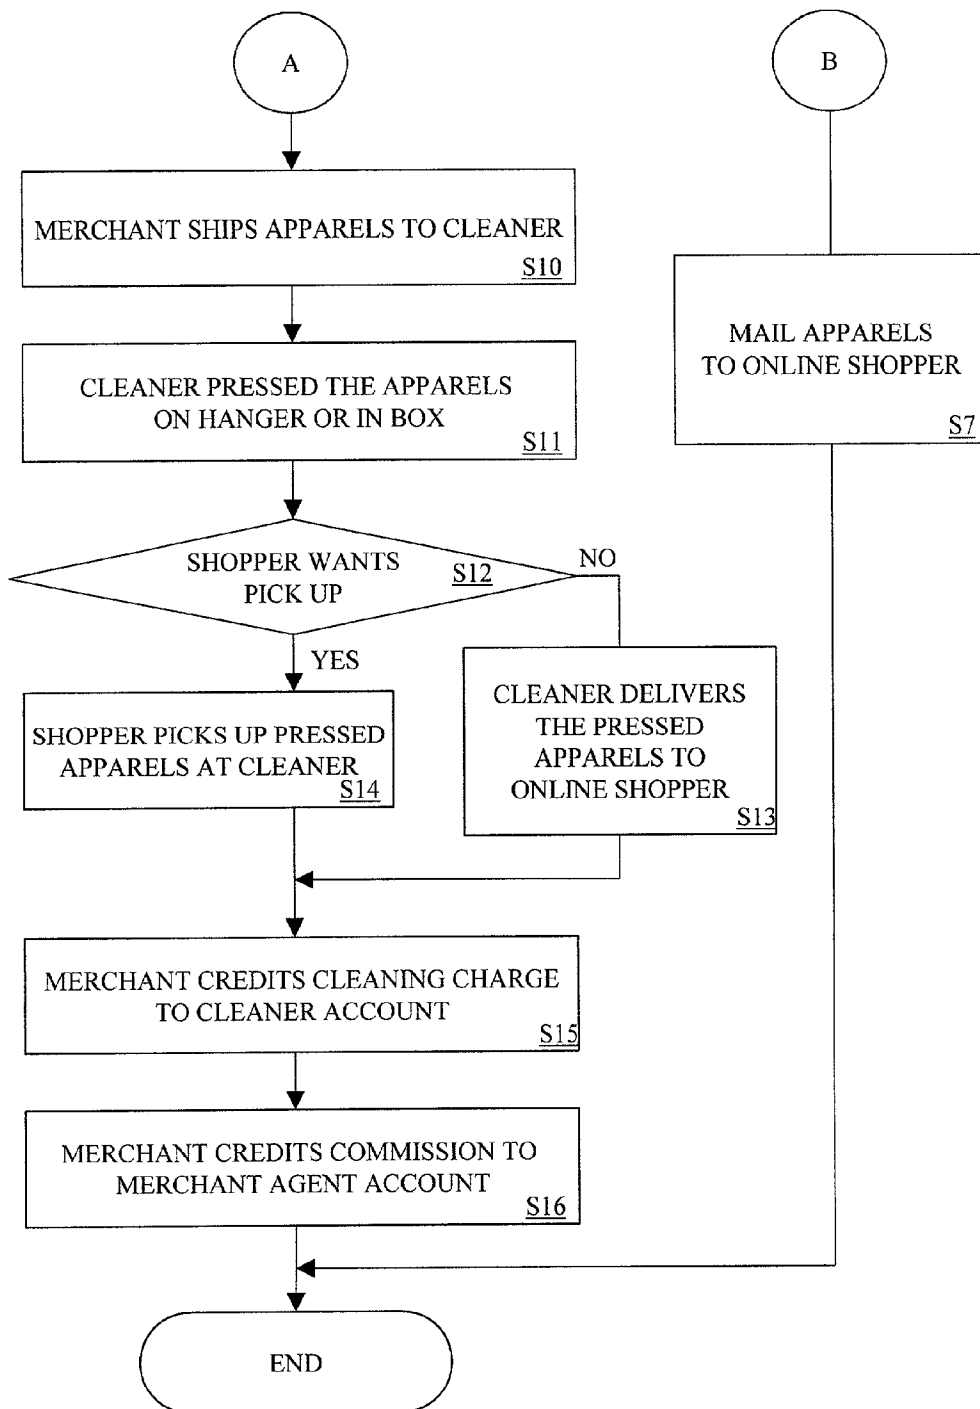 A
B
MERCHANT SHIPS APPARELS TO CLEANER
S10
MAIL APPARELS
TO ONLINE SHOPPER
S7
CLEANER PRESSED THE APPARELS
ON HANGER OR IN BOX
S11
SHOPPER WANTS
PICK UP
S12
NO
YES
CLEANER DELIVERS
THE PRESSED
APPARELS TO
ONLINE SHOPPER
S13
SHOPPER PICKS UP PRESSED
APPARELS AT CLEANER
S14
MERCHANT CREDITS CLEANING CHARGE
TO CLEANER ACCOUNT
S15
MERCHANT CREDITS COMMISSION TO
MERCHANT AGENT ACCOUNT
S16
END